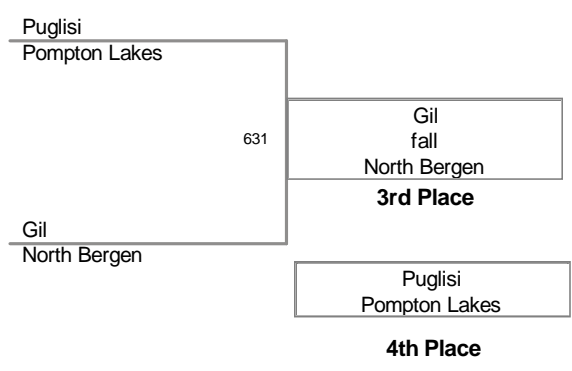 Puglisi
Pompton Lakes
631
Gil
fall
North Bergen
3rd Place
Gil
North Bergen
Puglisi
Pompton Lakes
4th Place